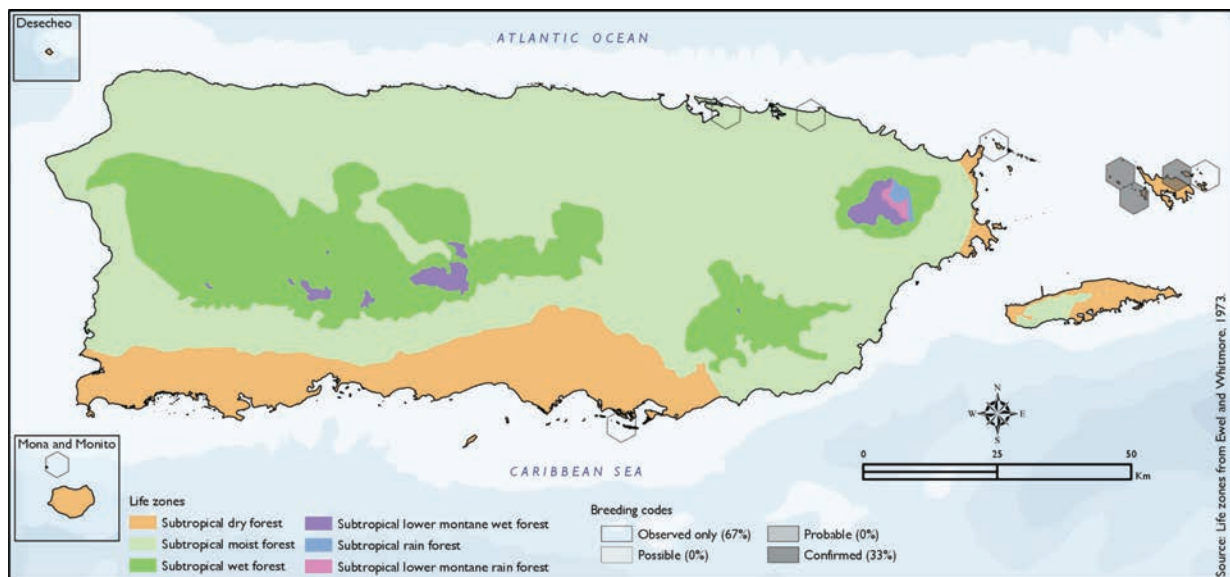 Desecheo
ATLANTIC OCEAN
N
W E
S
0 25 50
Km
Mona and Monito
CARIBBEAN SEA
Life zones
Subtropical dry forest
Subtropical moist forest
Subtropical wet forest
Subtropical lower montane wet forest
Subtropical rain forest
Subtropical lower montane rain forest
Breeding codes
Observed only (67%)
Possible (0%)
Probable (0%)
Confirmed (33%)
Source: Life zones from Ewel and Whitmore, 1973.